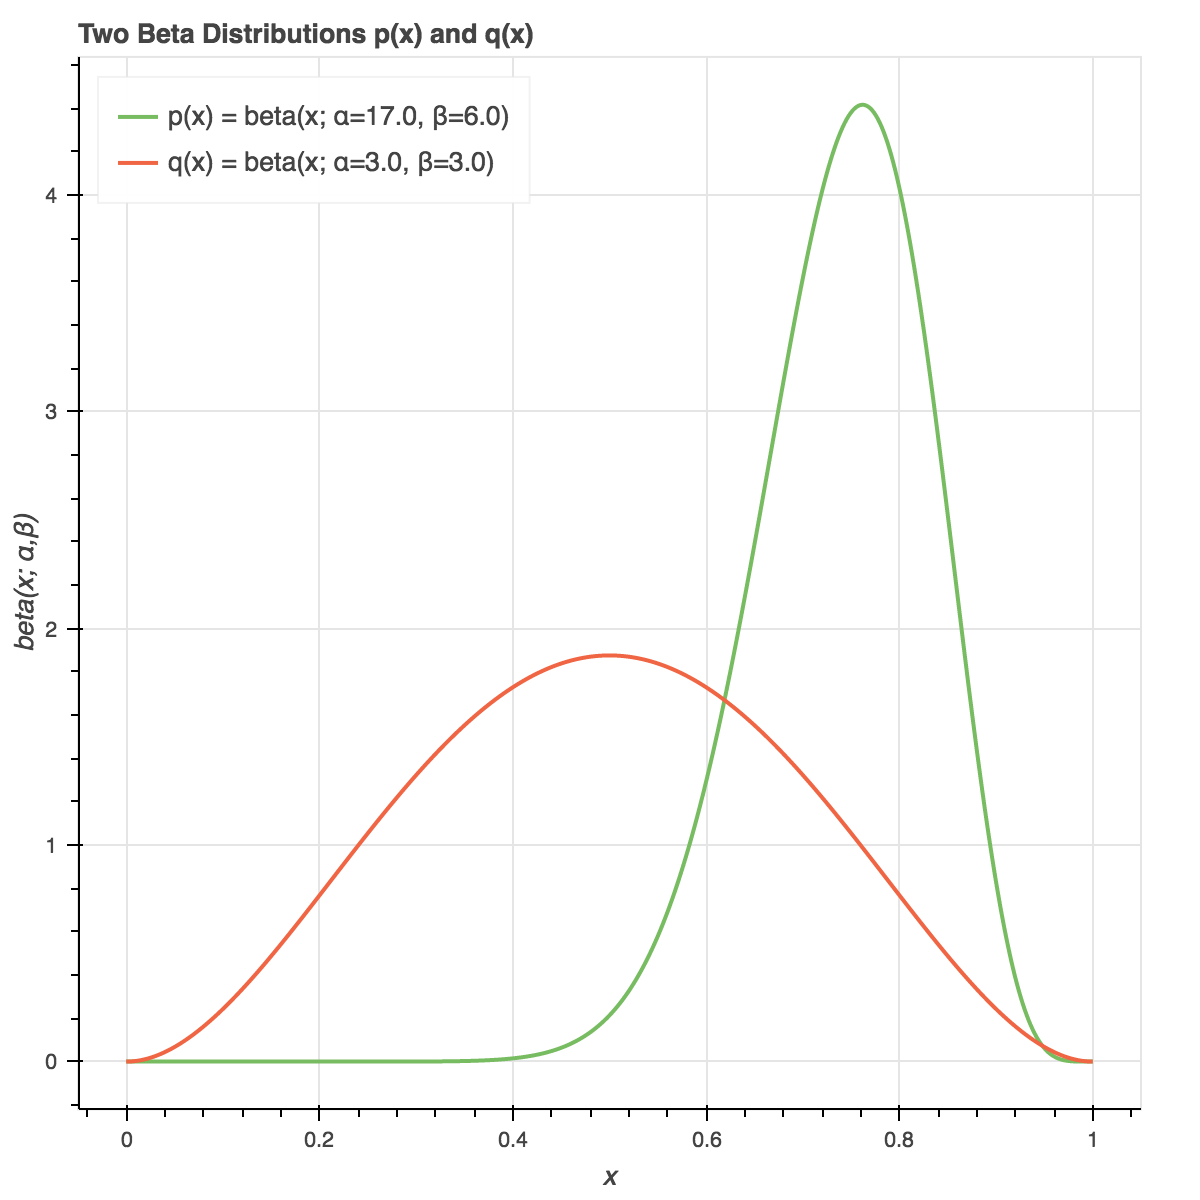 Two Beta Distributions p(x) and q(x)
p(x) = beta(x; α=17.0, β=6.0)
q(x) = beta(x; α=3.0, β=3.0)
4
3
2
1
0
beta(x; α,β)
0 0.2 0.4 0.6 0.8 1
x